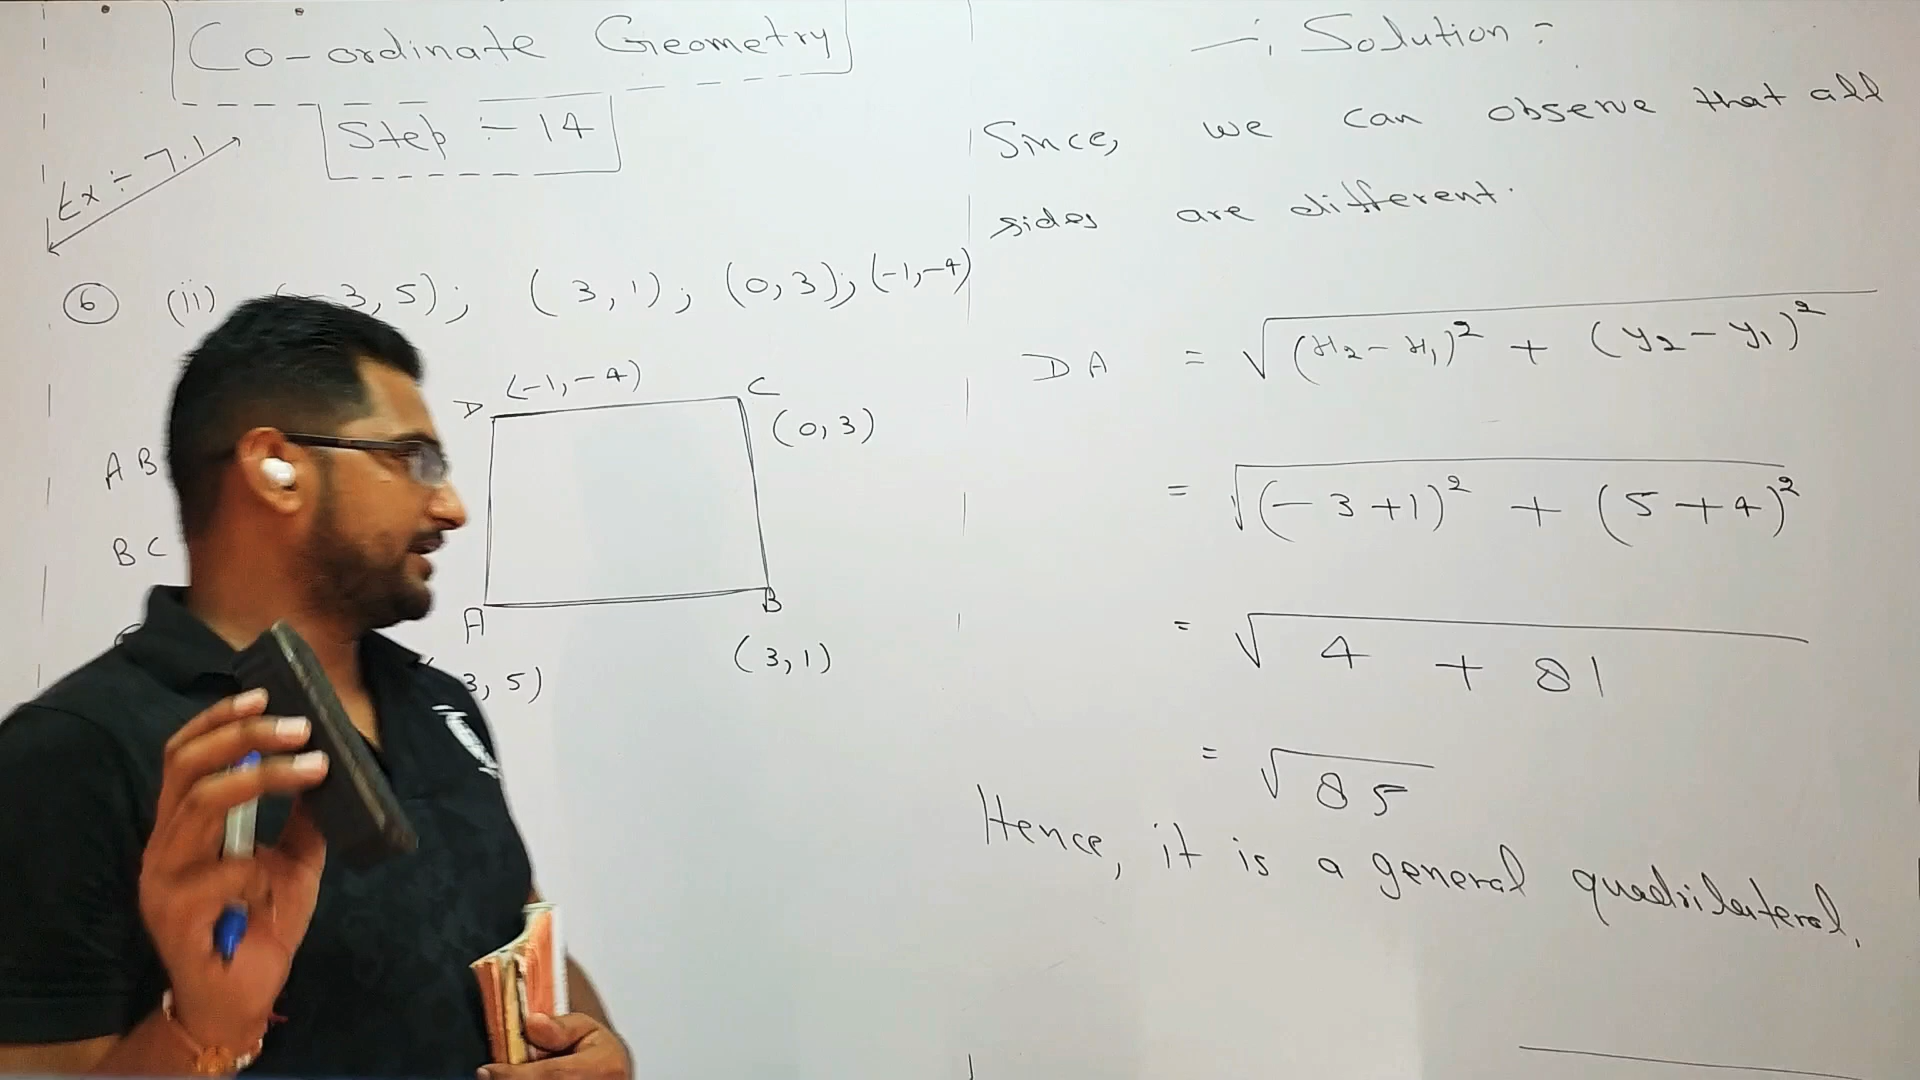 Co-ordinate Geometry
Step :- 14
Ex :- 7.1
6 (ii) 3, 5); (3, 1); (0, 3); (-1, -4)
D (-1, -4) C
(0, 3)
AB
BC
A B
3, 5) (3, 1)
Solution :
Since, we can observe that all
sides are different.
DA = √(x₂ - x₁)² + (y₂ - y₁)²
= √(-3+1)² + (5+4)²
= √4 + 81
= √85
Hence, it is a general quadrilateral.